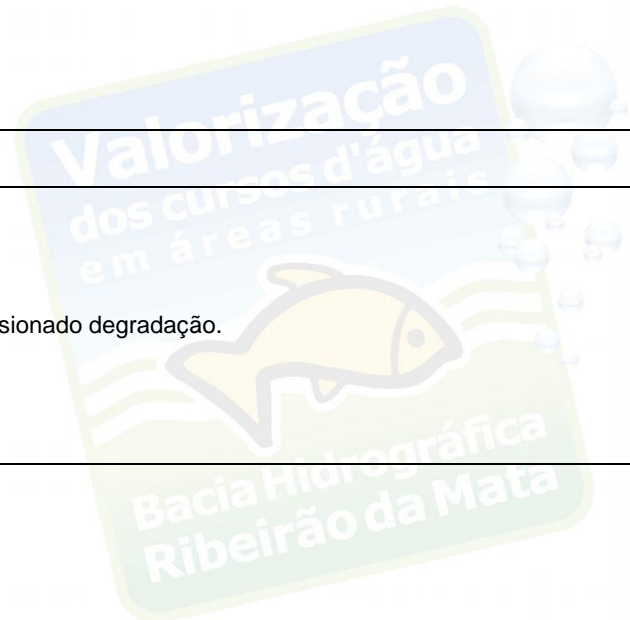 Valorização
dos cursos d'água
em áreas rurais
sionado degradação.
Bacia Hidrográfica
Ribeirão da Mata